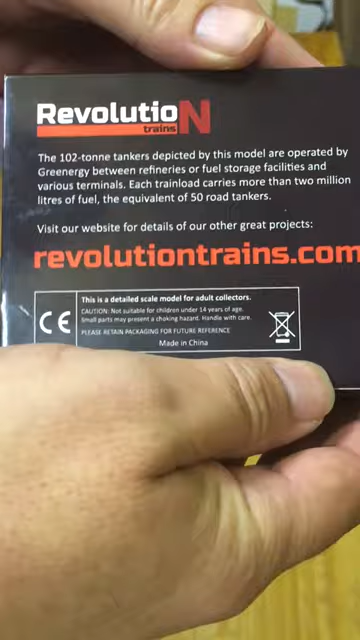 RevolutioN
trains
The 102-tonne tankers depicted by this model are operated by
Greenergy between refineries or fuel storage facilities and
various terminals. Each trainload carries more than two million
litres of fuel, the equivalent of 50 road tankers.
Visit our website for details of our other great projects:
revolutiontrains.com
This is a detailed scale model for adult collectors.
CAUTION: Not suitable for children under 14 years of age.
Small parts may present a choking hazard. Handle with care.
PLEASE RETAIN PACKAGING FOR FUTURE REFERENCE
Made in China
CE